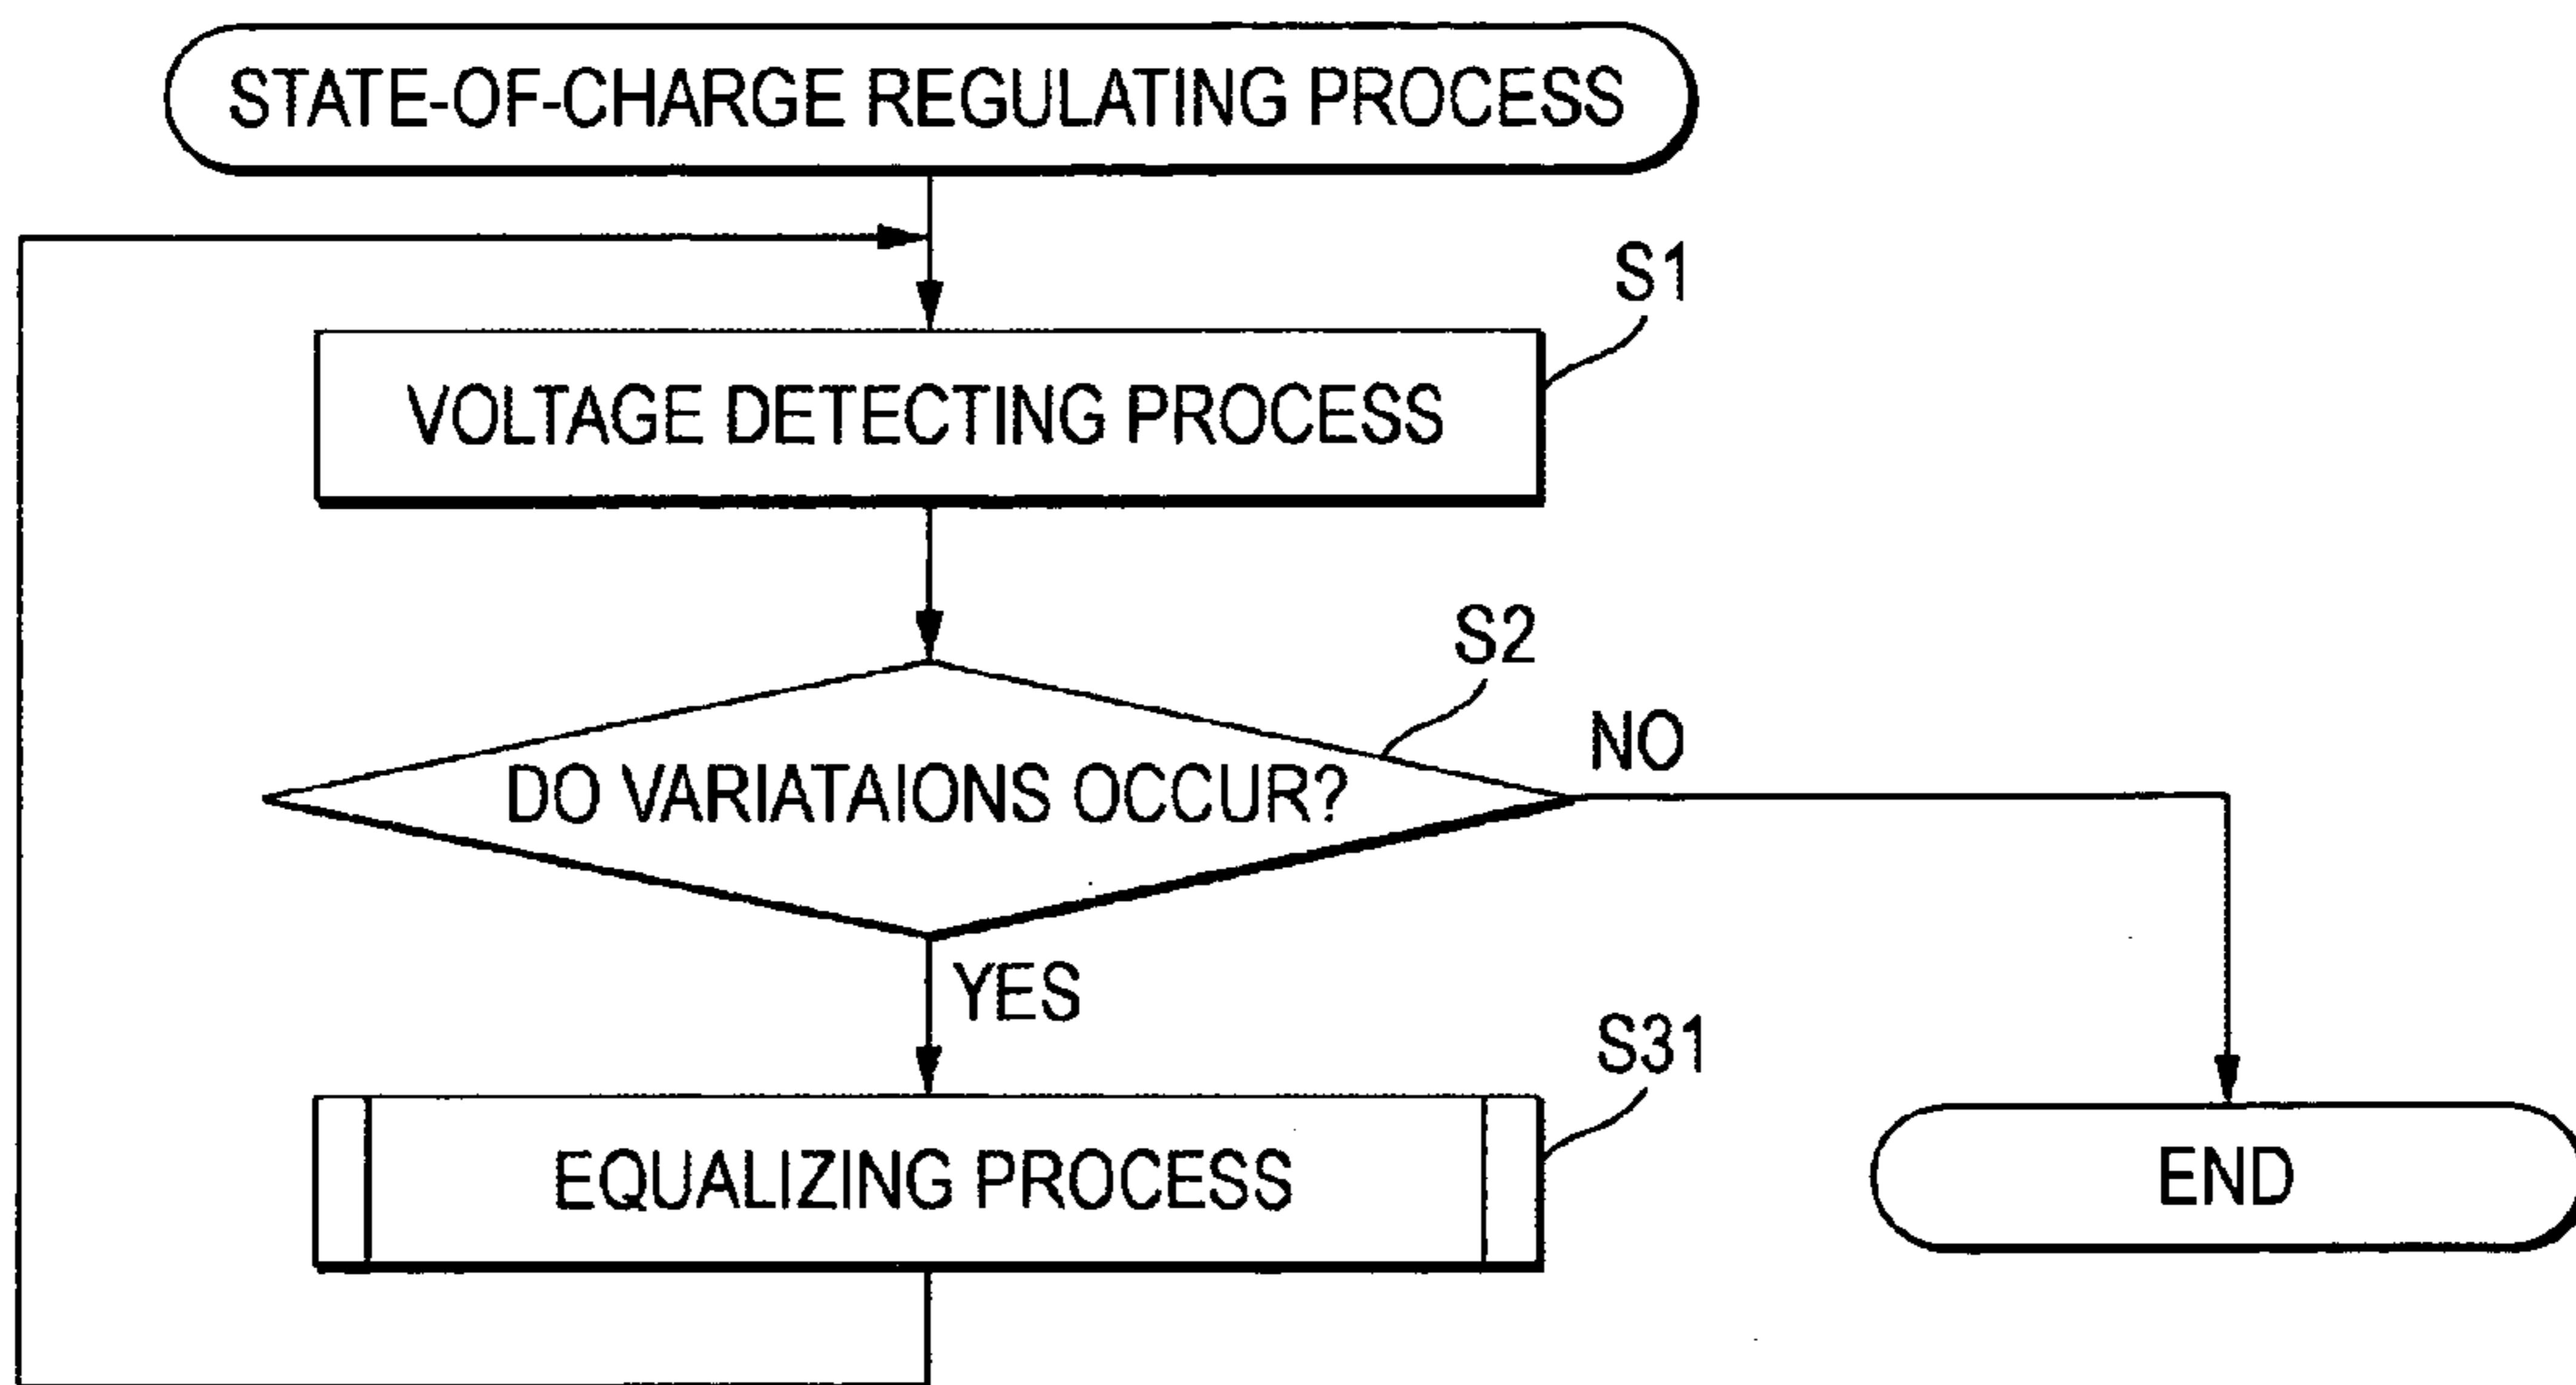 STATE-OF-CHARGE REGULATING PROCESS
S1
VOLTAGE DETECTING PROCESS
S2
NO
DO VARIATAIONS OCCUR?
YES
S31
EQUALIZING PROCESS
END